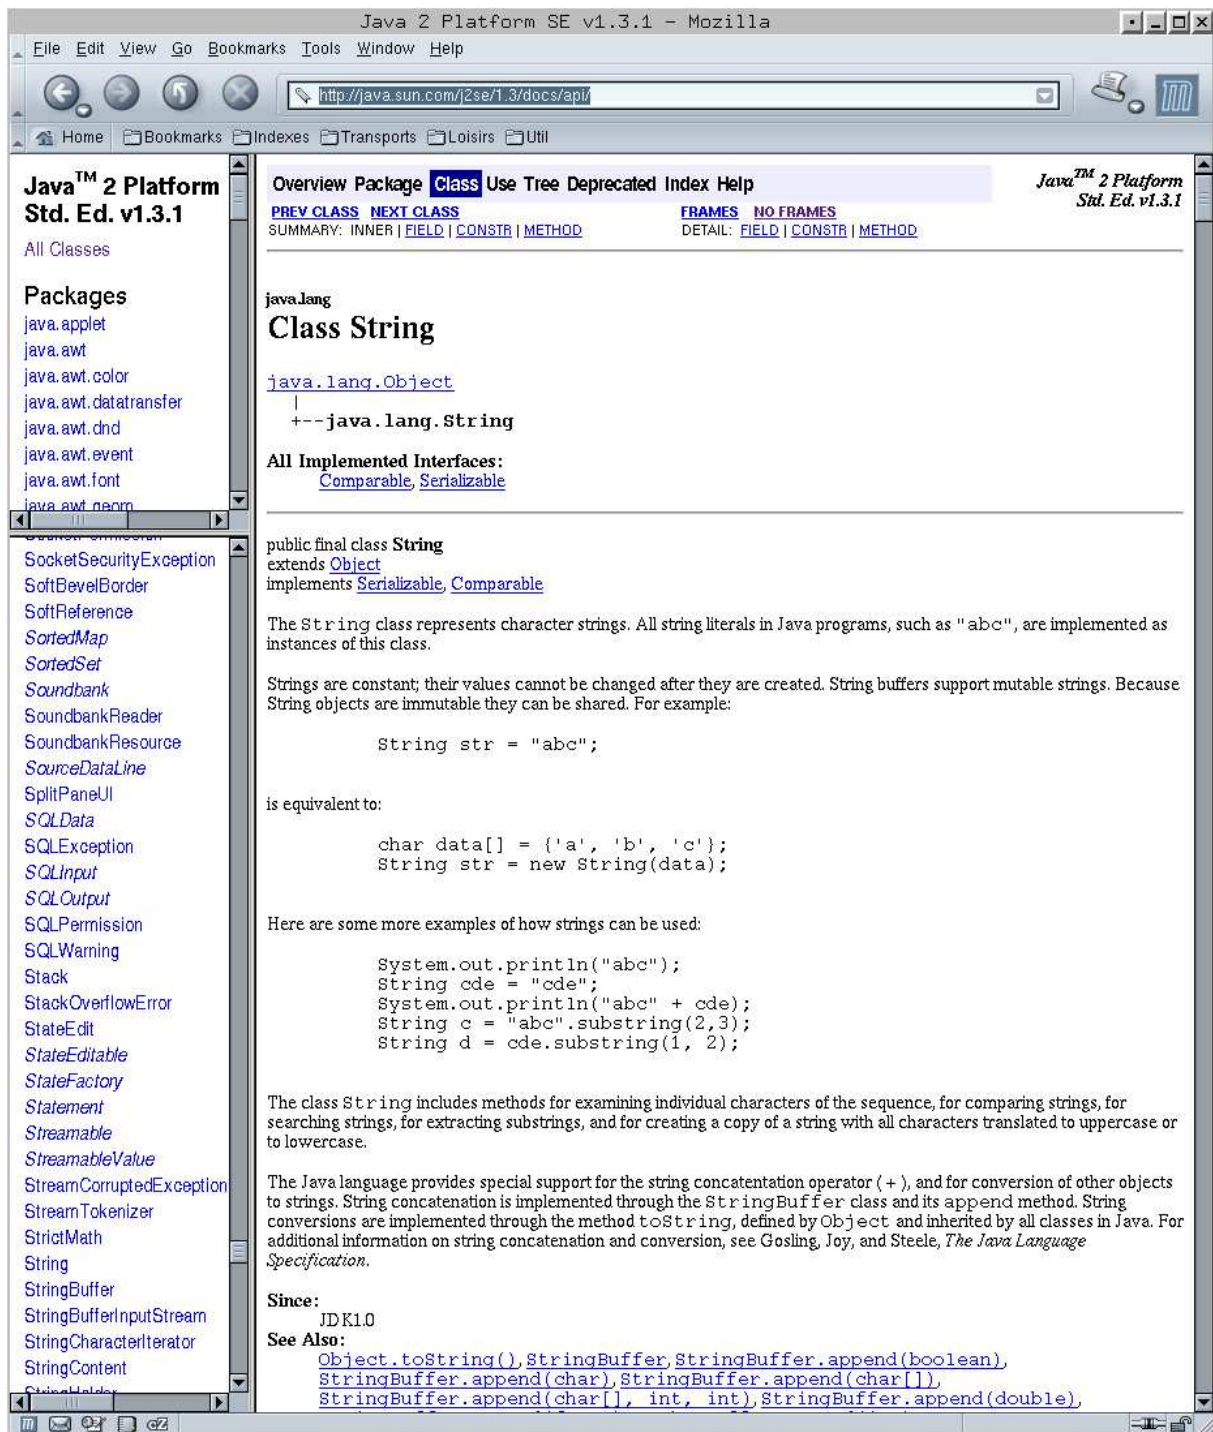 Java 2 Platform SE v1.3.1 - Mozilla
File Edit View Go Bookmarks Tools Window Help
http://java.sun.com/j2se/1.3/docs/api/
Home Bookmarks Indexes Transports Loisirs Util
Java™ 2 Platform
Std. Ed. v1.3.1
All Classes
Packages
java.applet
java.awt
java.awt.color
java.awt.datatransfer
java.awt.dnd
java.awt.event
java.awt.font
java.awt.geom
SocketSecurityException
SoftBevelBorder
SoftReference
SortedMap
SortedSet
Soundbank
SoundbankReader
SoundbankResource
SourceDataLine
SplitPaneUI
SQLData
SQLException
SQLInput
SQLOutput
SQLPermission
SQLWarning
Stack
StackOverflowError
StateEdit
StateEditable
StateFactory
Statement
Streamable
StreamableValue
StreamCorruptedException
StreamTokenizer
StrictMath
String
StringBuffer
StringBufferInputStream
StringCharacterIterator
StringContent
StringHolder
Overview Package Class Use Tree Deprecated Index Help
Java™ 2 Platform
Std. Ed. v1.3.1
PREV CLASS NEXT CLASS FRAMES NO FRAMES
SUMMARY: INNER | FIELD | CONSTR | METHOD DETAIL: FIELD | CONSTR | METHOD
java.lang
Class String
java.lang.Object
|
+--java.lang.String
All Implemented Interfaces:
Comparable, Serializable
public final class String
extends Object
implements Serializable, Comparable
The String class represents character strings. All string literals in Java programs, such as "abc", are implemented as
instances of this class.
Strings are constant; their values cannot be changed after they are created. String buffers support mutable strings. Because
String objects are immutable they can be shared. For example:
String str = "abc";
is equivalent to:
char data[] = {'a', 'b', 'c'};
String str = new String(data);
Here are some more examples of how strings can be used:
System.out.println("abc");
String cde = "cde";
System.out.println("abc" + cde);
String c = "abc".substring(2,3);
String d = cde.substring(1, 2);
The class String includes methods for examining individual characters of the sequence, for comparing strings, for
searching strings, for extracting substrings, and for creating a copy of a string with all characters translated to uppercase or
to lowercase.
The Java language provides special support for the string concatentation operator ( + ), and for conversion of other objects
to strings. String concatenation is implemented through the StringBuffer class and its append method. String
conversions are implemented through the method toString, defined by Object and inherited by all classes in Java. For
additional information on string concatenation and conversion, see Gosling, Joy, and Steele, The Java Language
Specification.
Since:
JDK1.0
See Also:
Object.toString(), StringBuffer, StringBuffer.append(boolean),
StringBuffer.append(char), StringBuffer.append(char[]),
StringBuffer.append(char[], int, int), StringBuffer.append(double),